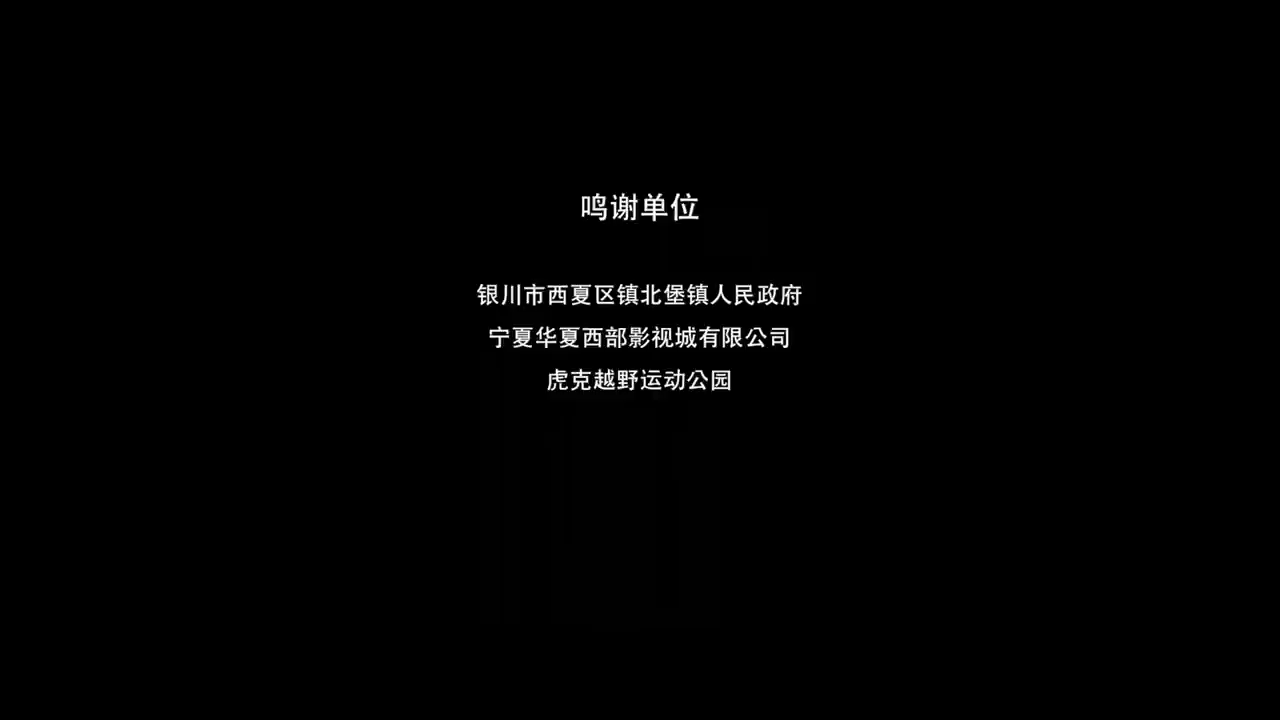 鸣谢单位
银川市西夏区镇北堡镇人民政府
宁夏华夏西部影视城有限公司
虎克越野运动公园